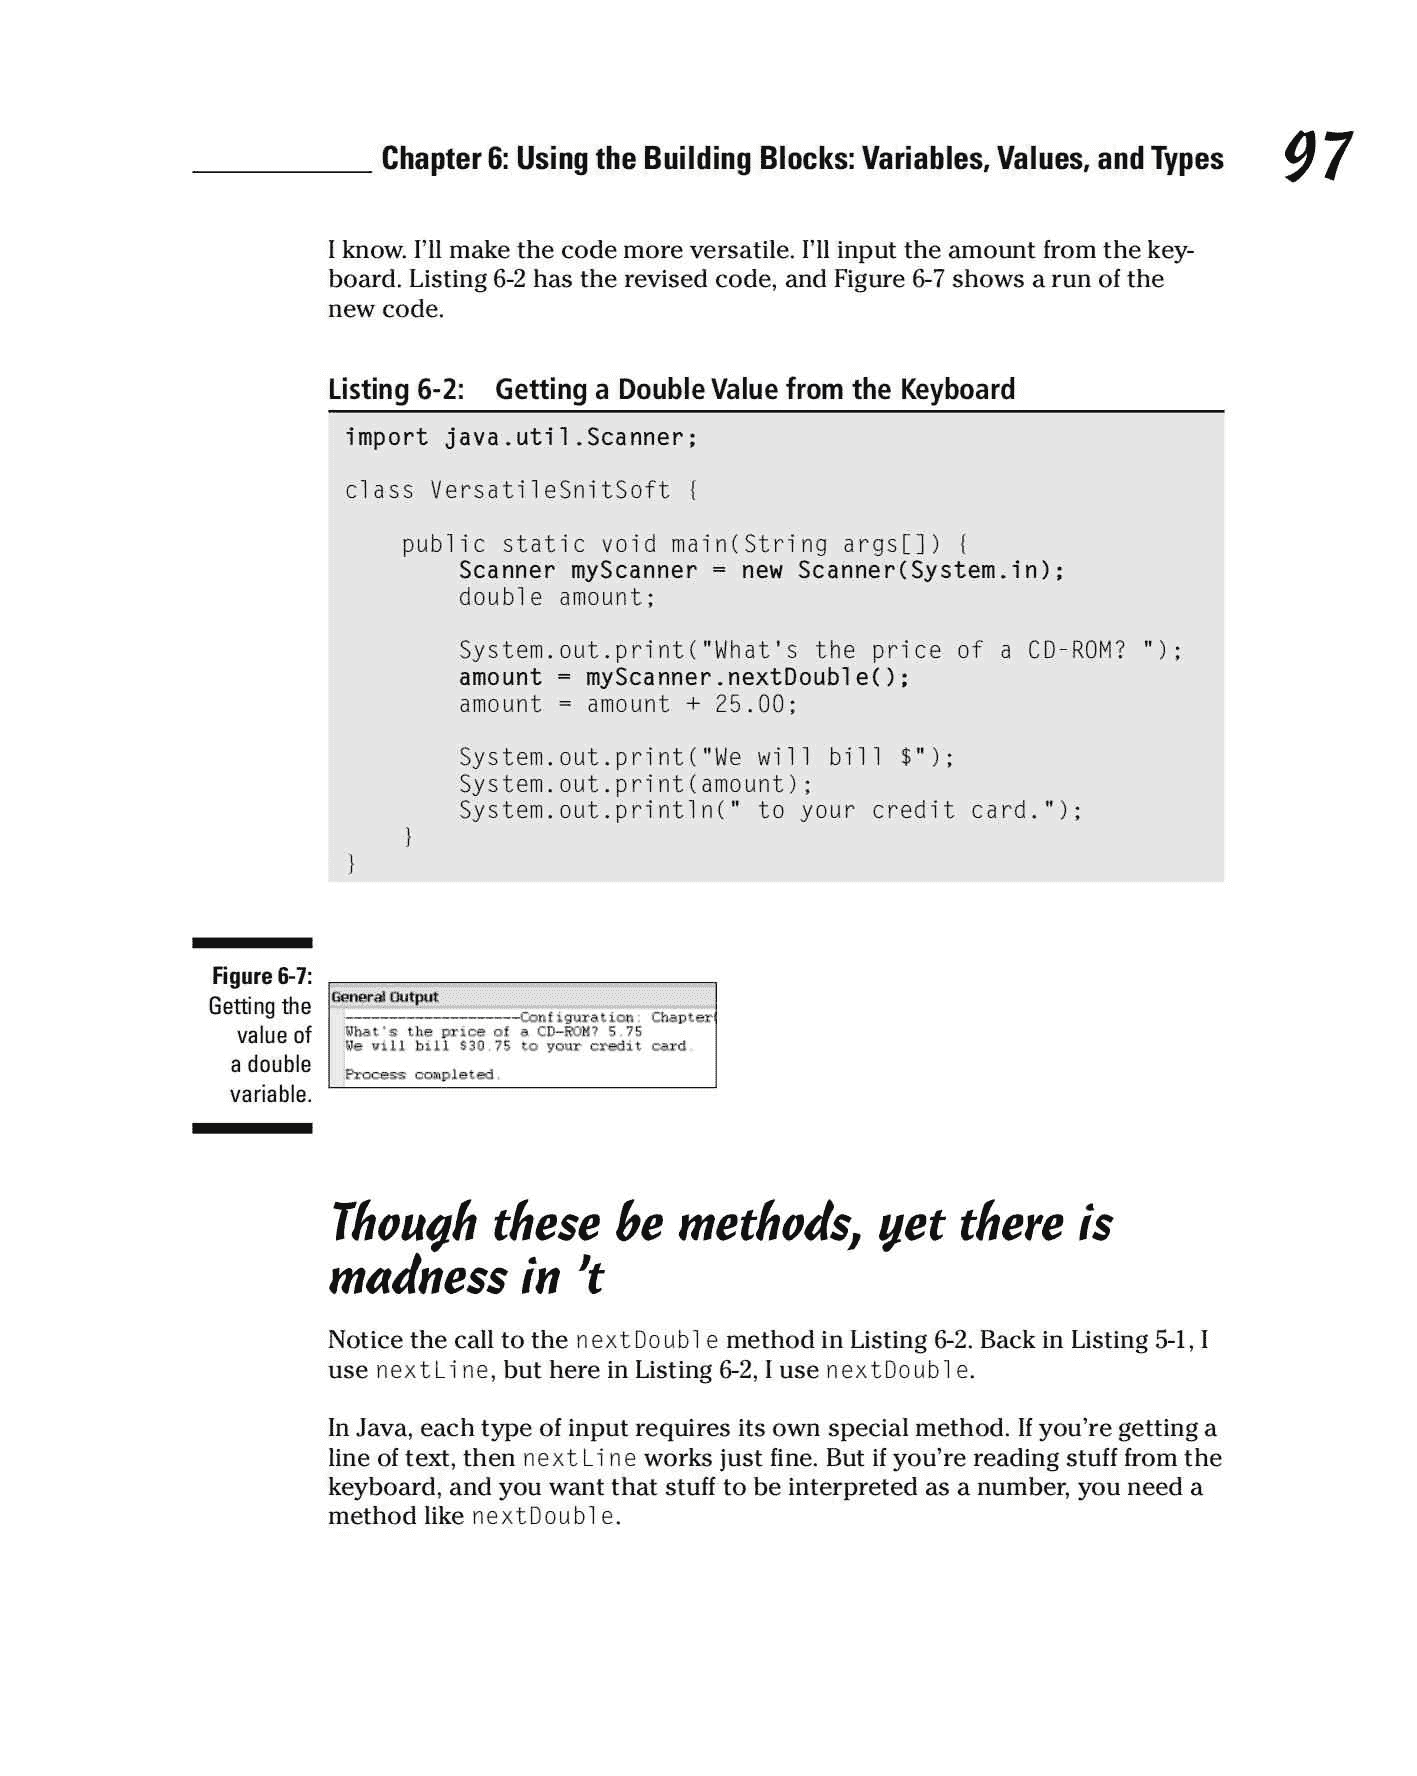 Chapter 6: Using the Building Blocks: Variables, Values, and Types 97
I know. I’ll make the code more versatile. I’ll input the amount from the key-
board. Listing 6-2 has the revised code, and Figure 6-7 shows a run of the
new code.
Listing 6-2: Getting a Double Value from the Keyboard
import java.util.Scanner;
class VersatileSnitSoft {
public static void main(String args[]) {
Scanner myScanner = new Scanner(System.in);
double amount;
System.out.print("What's the price of a CD-ROM? ");
amount = myScanner.nextDouble();
amount = amount + 25.00;
System.out.print("We will bill $");
System.out.print(amount);
System.out.println(" to your credit card.");
}
}
Figure 6-7:
Getting the
value of
a double
variable.
General Output
--------------------Configuration: Chapter
What's the price of a CD-ROM? 5.75
We will bill $30.75 to your credit card.
Process completed.
Though these be methods, yet there is
madness in ’t
Notice the call to the nextDouble method in Listing 6-2. Back in Listing 5-1, I
use nextLine, but here in Listing 6-2, I use nextDouble.
In Java, each type of input requires its own special method. If you’re getting a
line of text, then nextLine works just fine. But if you’re reading stuff from the
keyboard, and you want that stuff to be interpreted as a number, you need a
method like nextDouble.